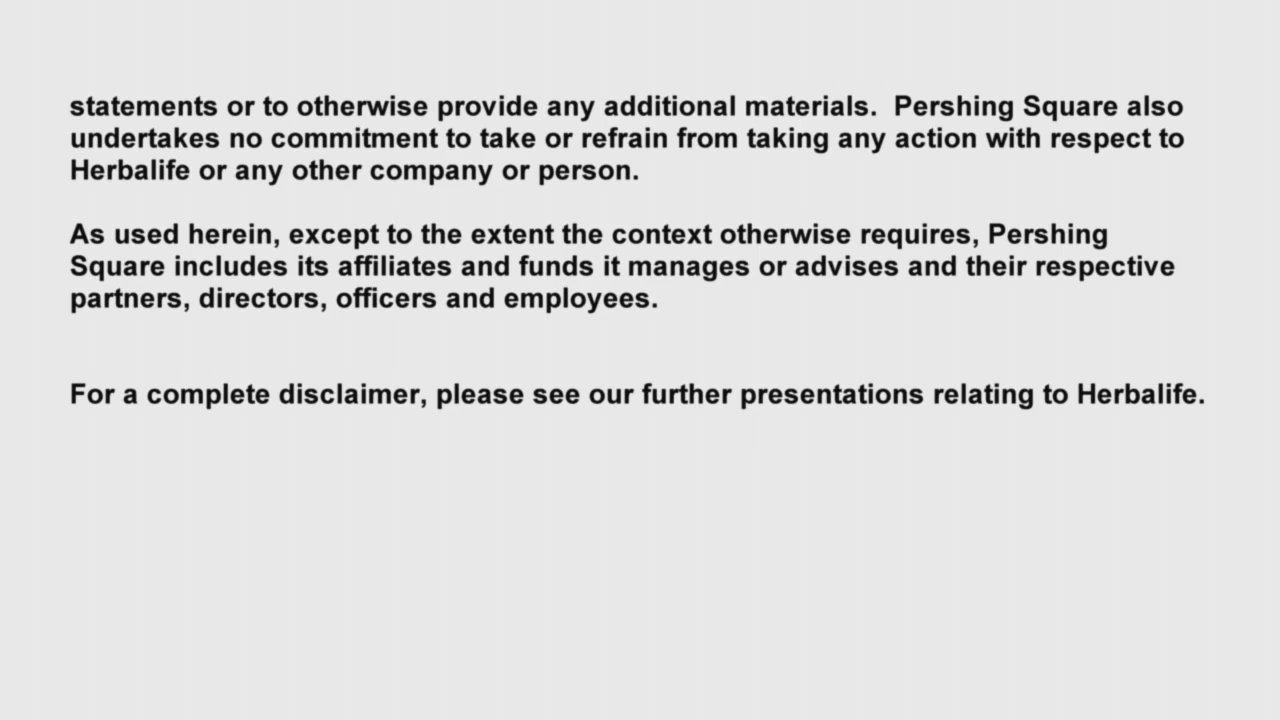 statements or to otherwise provide any additional materials.  Pershing Square also
undertakes no commitment to take or refrain from taking any action with respect to
Herbalife or any other company or person.
As used herein, except to the extent the context otherwise requires, Pershing
Square includes its affiliates and funds it manages or advises and their respective
partners, directors, officers and employees.
For a complete disclaimer, please see our further presentations relating to Herbalife.